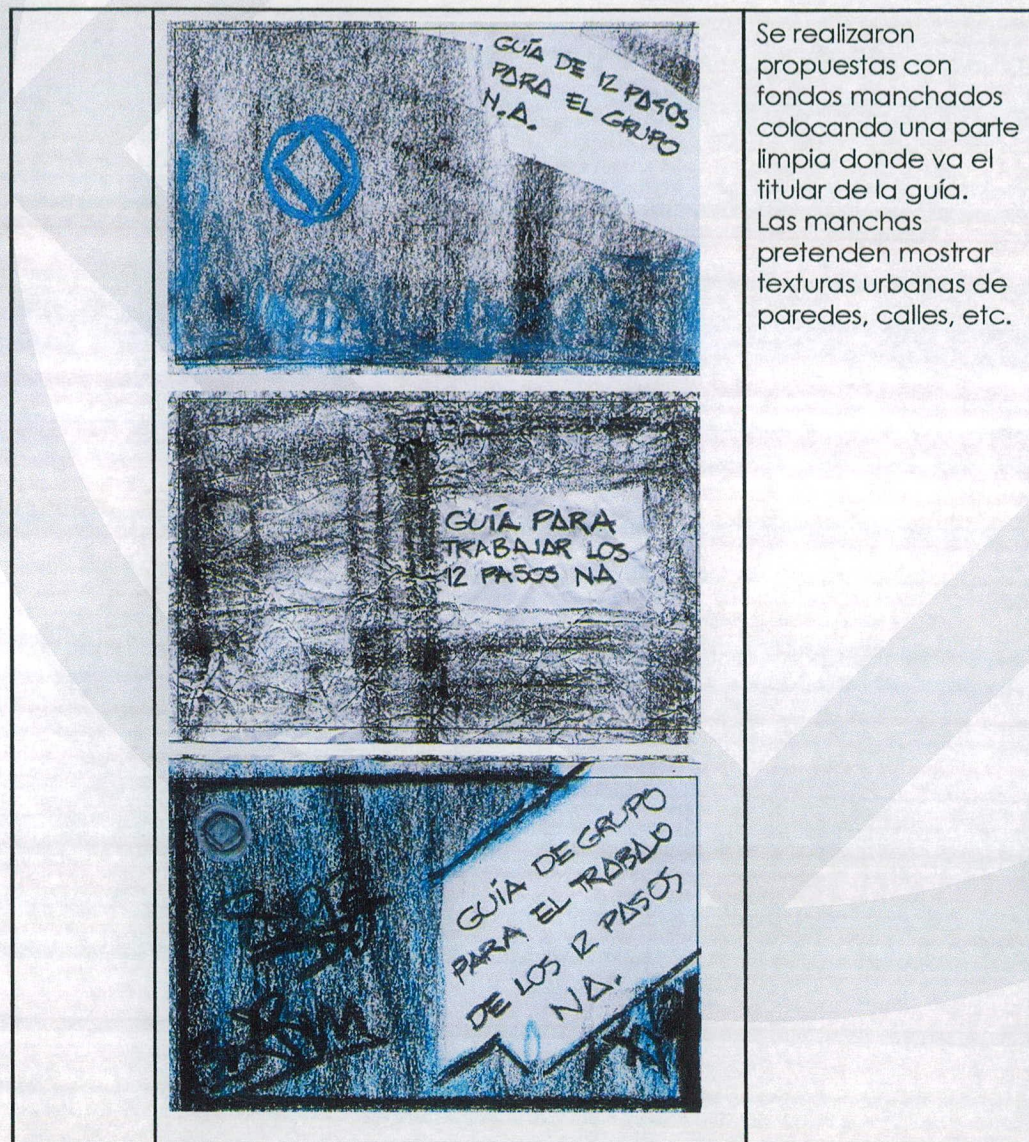 GUÍA DE 12 PASOS
PARA EL GRUPO
N.A.
Se realizaron
propuestas con
fondos manchados
colocando una parte
limpia donde va el
titular de la guía.
Las manchas
pretenden mostrar
texturas urbanas de
paredes, calles, etc.
GUÍA PARA
TRABAJAR LOS
12 PASOS NA
GUÍA DE GRUPO
PARA EL TRABAJO
DE LOS 12 PASOS
NA.